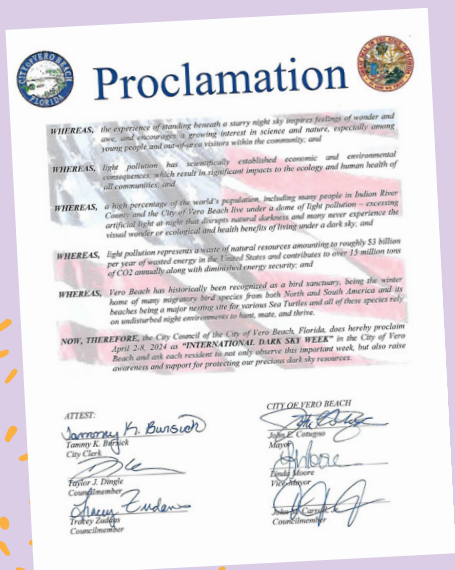 CITY OF VERO BEACH
FLORIDA
Proclamation
WHEREAS, the experience of standing beneath a starry night sky inspires feelings of wonder and
awe, and encourages a growing interest in science and nature, especially among
young people and out-of-area visitors within the community; and
WHEREAS, light pollution has scientifically established economic and environmental
consequences, which result in significant impacts to the ecology and human health of
all communities; and
WHEREAS, a high percentage of the world's population, including many people in Indian River
County and the City of Vero Beach live under a dome of light pollution – excessing
artificial light at night that disrupts natural darkness and many never experience the
visual wonder or ecological and health benefits of living under a dark sky, and
WHEREAS, light pollution represents a waste of natural resources amounting to roughly $3 billion
per year of wasted energy in the United States and contributes to over 15 million tons
of CO2 annually along with diminished energy security; and
WHEREAS, Vero Beach has historically been recognized as a bird sanctuary, being the winter
home of many migratory bird species from both North and South America and its
beaches being a major nesting site for various Sea Turtles and all of these species rely
on undisturbed night environments to hunt, mate, and thrive.
NOW, THEREFORE, the City Council of the City of Vero Beach, Florida, does hereby proclaim
April 2-8, 2024 as "INTERNATIONAL DARK SKY WEEK" in the City of Vero
Beach and ask each resident to not only observe this important week, but also raise
awareness and support for protecting our precious dark sky resources.
ATTEST:
Tammy K. Bursick
Tammy K. Bursick
City Clerk
Taylor J. Dingle
Councilmember
Tracey Zudans
Tracey Zudans
Councilmember
CITY OF VERO BEACH
John E. Cotugno
Mayor
Linda Moore
Vice Mayor
John
Councilmember